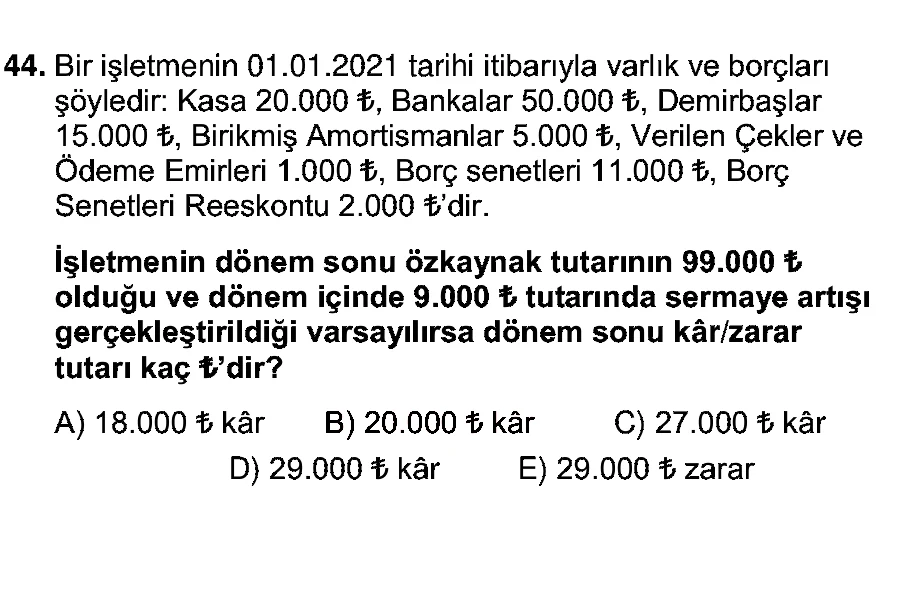 44. Bir işletmenin 01.01.2021 tarihi itibarıyla varlık ve borçları
şöyledir: Kasa 20.000 ₺, Bankalar 50.000 ₺, Demirbaşlar
15.000 ₺, Birikmiş Amortismanlar 5.000 ₺, Verilen Çekler ve
Ödeme Emirleri 1.000 ₺, Borç senetleri 11.000 ₺, Borç
Senetleri Reeskontu 2.000 ₺’dir.
İşletmenin dönem sonu özkaynak tutarının 99.000 ₺
olduğu ve dönem içinde 9.000 ₺ tutarında sermaye artışı
gerçekleştirildiği varsayılırsa dönem sonu kâr/zarar
tutarı kaç ₺’dir?
A) 18.000 ₺ kâr B) 20.000 ₺ kâr C) 27.000 ₺ kâr
D) 29.000 ₺ kâr E) 29.000 ₺ zarar